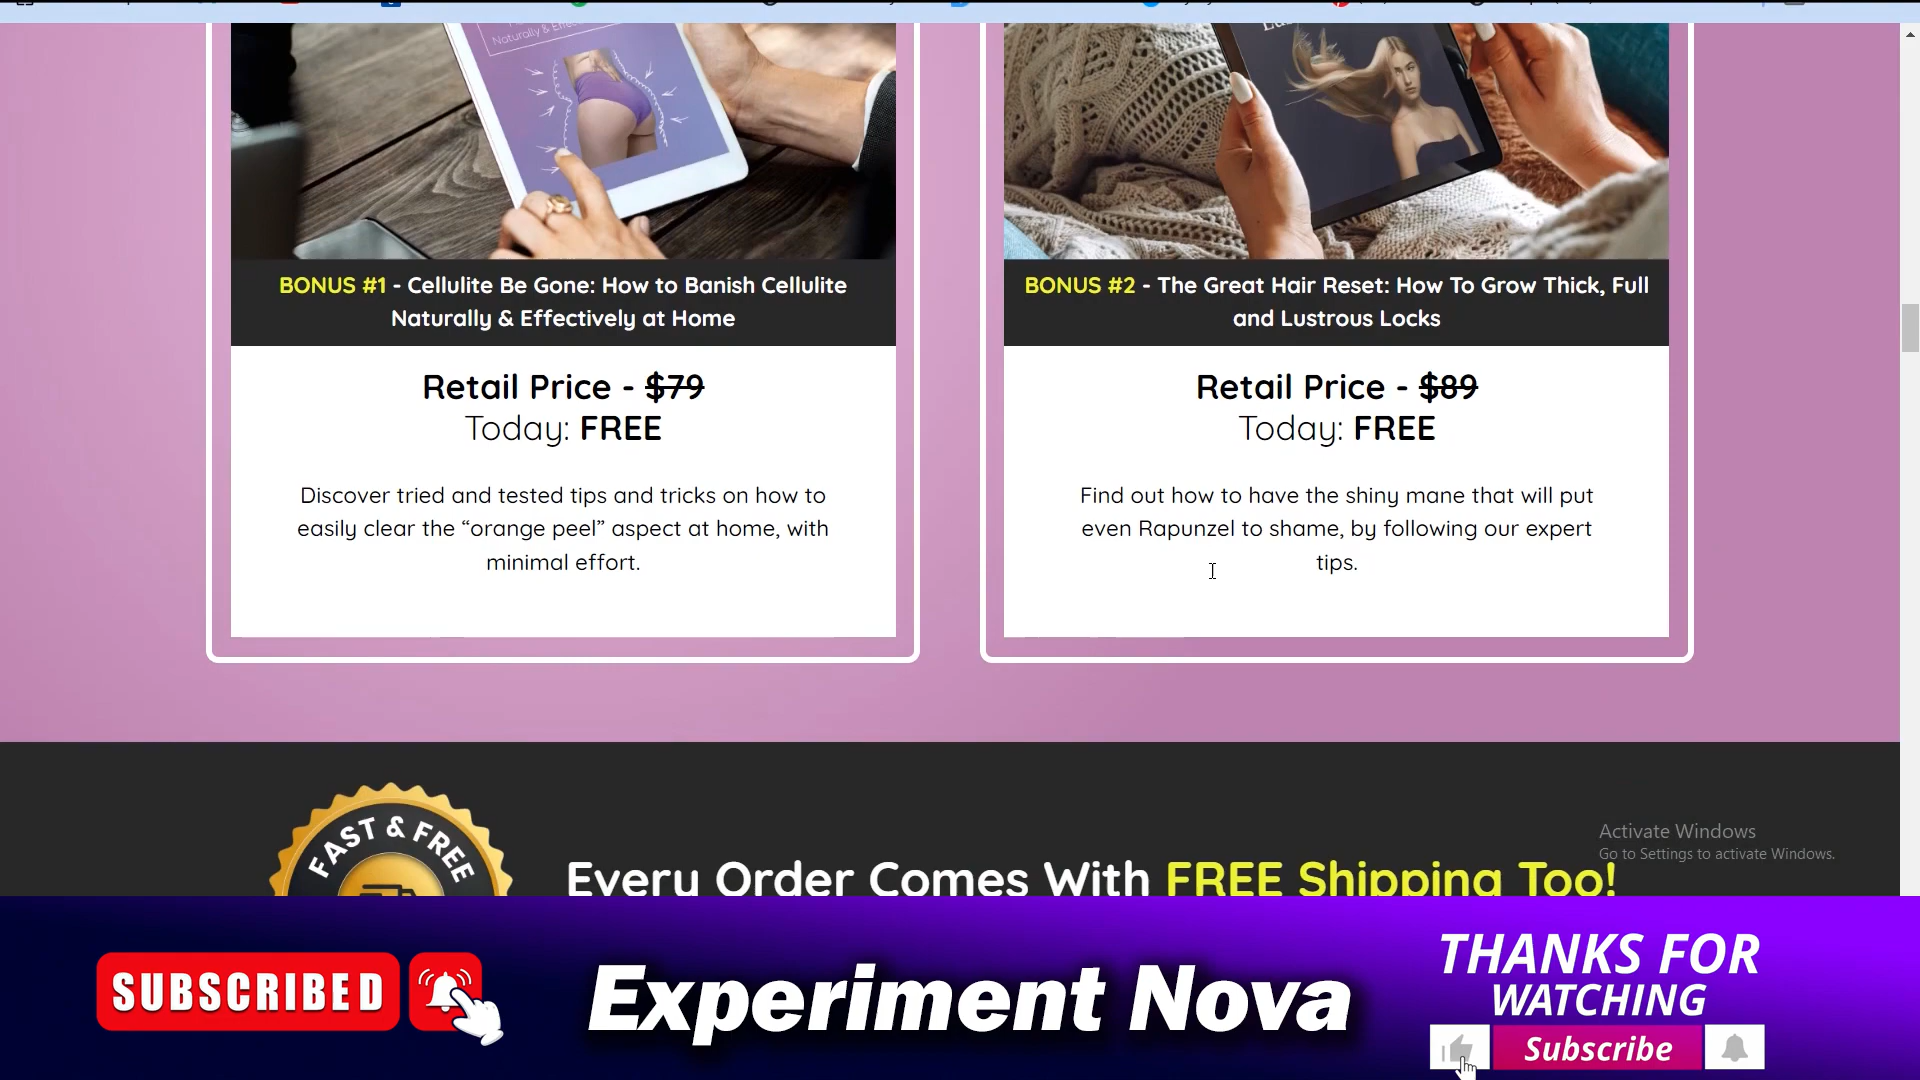 Naturally & Effec
BONUS #1 - Cellulite Be Gone: How to Banish Cellulite
Naturally & Effectively at Home
Retail Price - $79
Today: FREE
Discover tried and tested tips and tricks on how to
easily clear the “orange peel” aspect at home, with
minimal effort.
BONUS #2 - The Great Hair Reset: How To Grow Thick, Full
and Lustrous Locks
Retail Price - $89
Today: FREE
Find out how to have the shiny mane that will put
even Rapunzel to shame, by following our expert
tips.
FAST & FREE
Every Order Comes With FREE Shipping Too!
Activate Windows
Go to Settings to activate Windows.
SUBSCRIBED
Experiment Nova
THANKS FOR
WATCHING
Subscribe